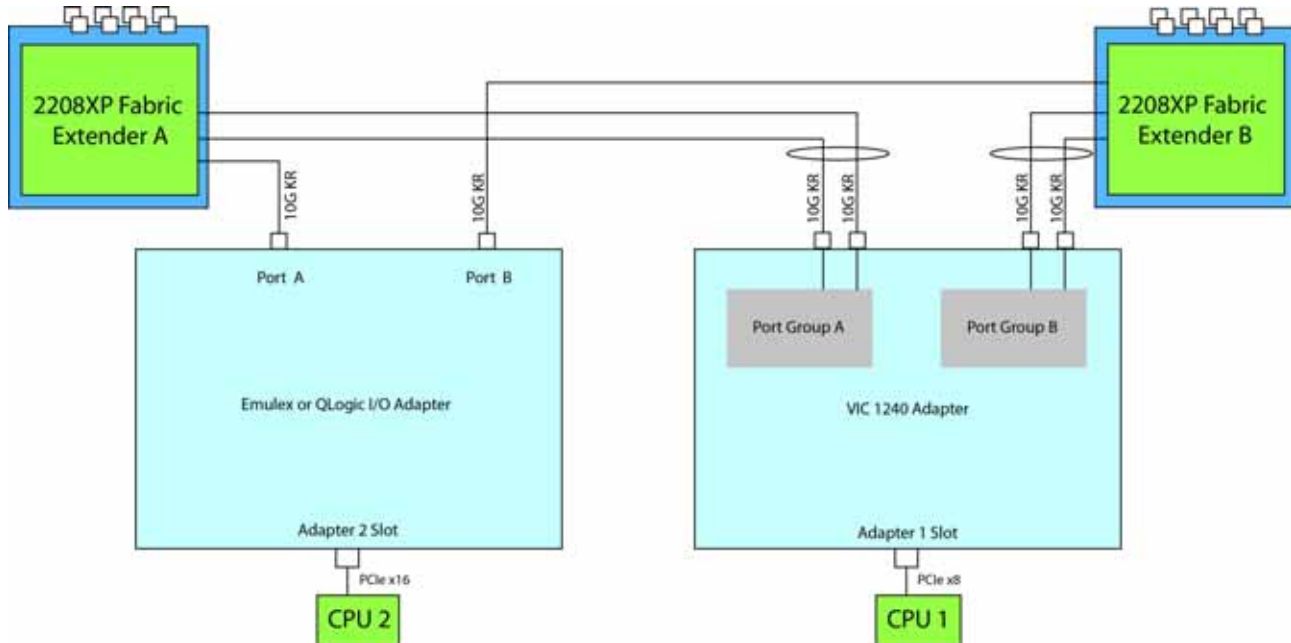 2208XP Fabric
Extender A
2208XP Fabric
Extender B
10G KR
10G KR
10G KR
10G KR
10G KR
10G KR
Port A
Port B
Port Group A
Port Group B
Emulex or QLogic I/O Adapter
VIC 1240 Adapter
Adapter 2 Slot
Adapter 1 Slot
PCIe x16
PCIe x8
CPU 2
CPU 1